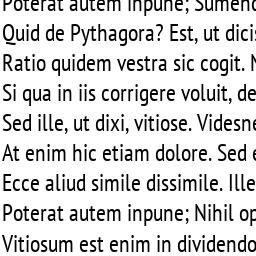 Poterat autem inpune; Sumend
Quid de Pythagora? Est, ut dicis
Ratio quidem vestra sic cogit. N
Si qua in iis corrigere voluit, de
Sed ille, ut dixi, vitiose. Videsne
At enim hic etiam dolore. Sed e
Ecce aliud simile dissimile. Ille
Poterat autem inpune; Nihil op
Vitiosum est enim in dividendo